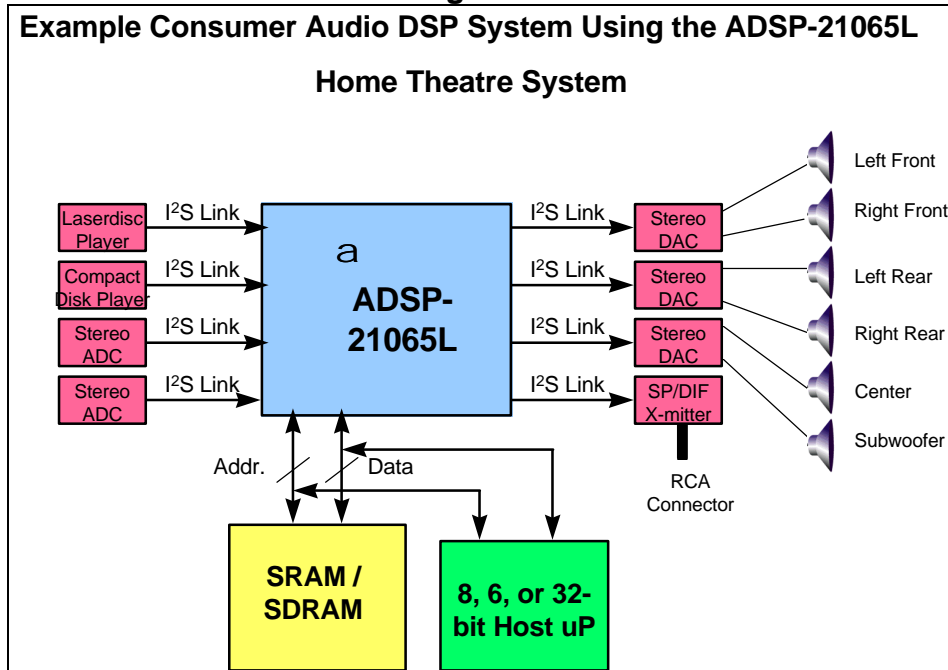 Example Consumer Audio DSP System Using the ADSP-21065L
Home Theatre System
Laserdisc
Player
I²S Link
Compact
Disk Player
I²S Link
Stereo
ADC
I²S Link
Stereo
ADC
I²S Link
a
ADSP-
21065L
I²S Link
Stereo
DAC
I²S Link
Stereo
DAC
I²S Link
Stereo
DAC
I²S Link
SP/DIF
X-mitter
RCA
Connector
Left Front
Right Front
Left Rear
Right Rear
Center
Subwoofer
Addr.
Data
SRAM /
SDRAM
8, 6, or 32-
bit Host uP